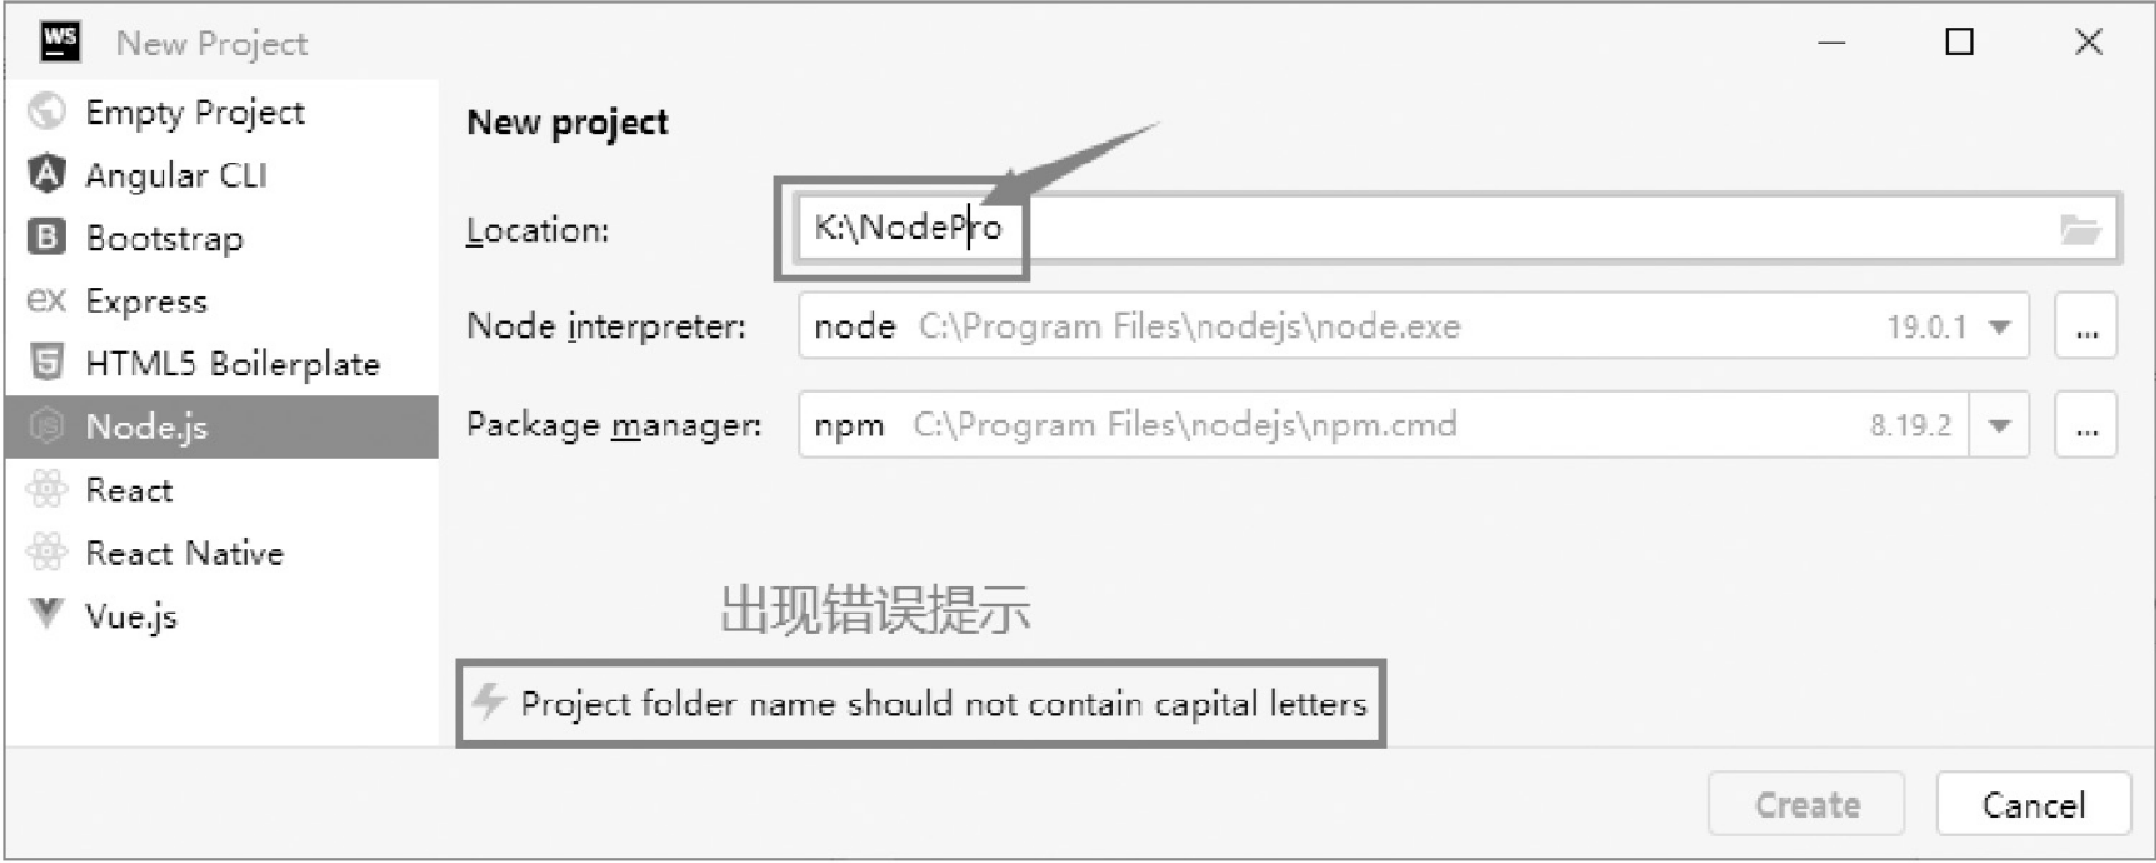 WS New Project
Empty Project
Angular CLI
Bootstrap
ex Express
HTML5 Boilerplate
Node.js
React
React Native
Vue.js
New project
Location: K:\NodePro
Node interpreter: node C:\Program Files\nodejs\node.exe 19.0.1 ...
Package manager: npm C:\Program Files\nodejs\npm.cmd 8.19.2 ...
出现错误提示
Project folder name should not contain capital letters
Create Cancel